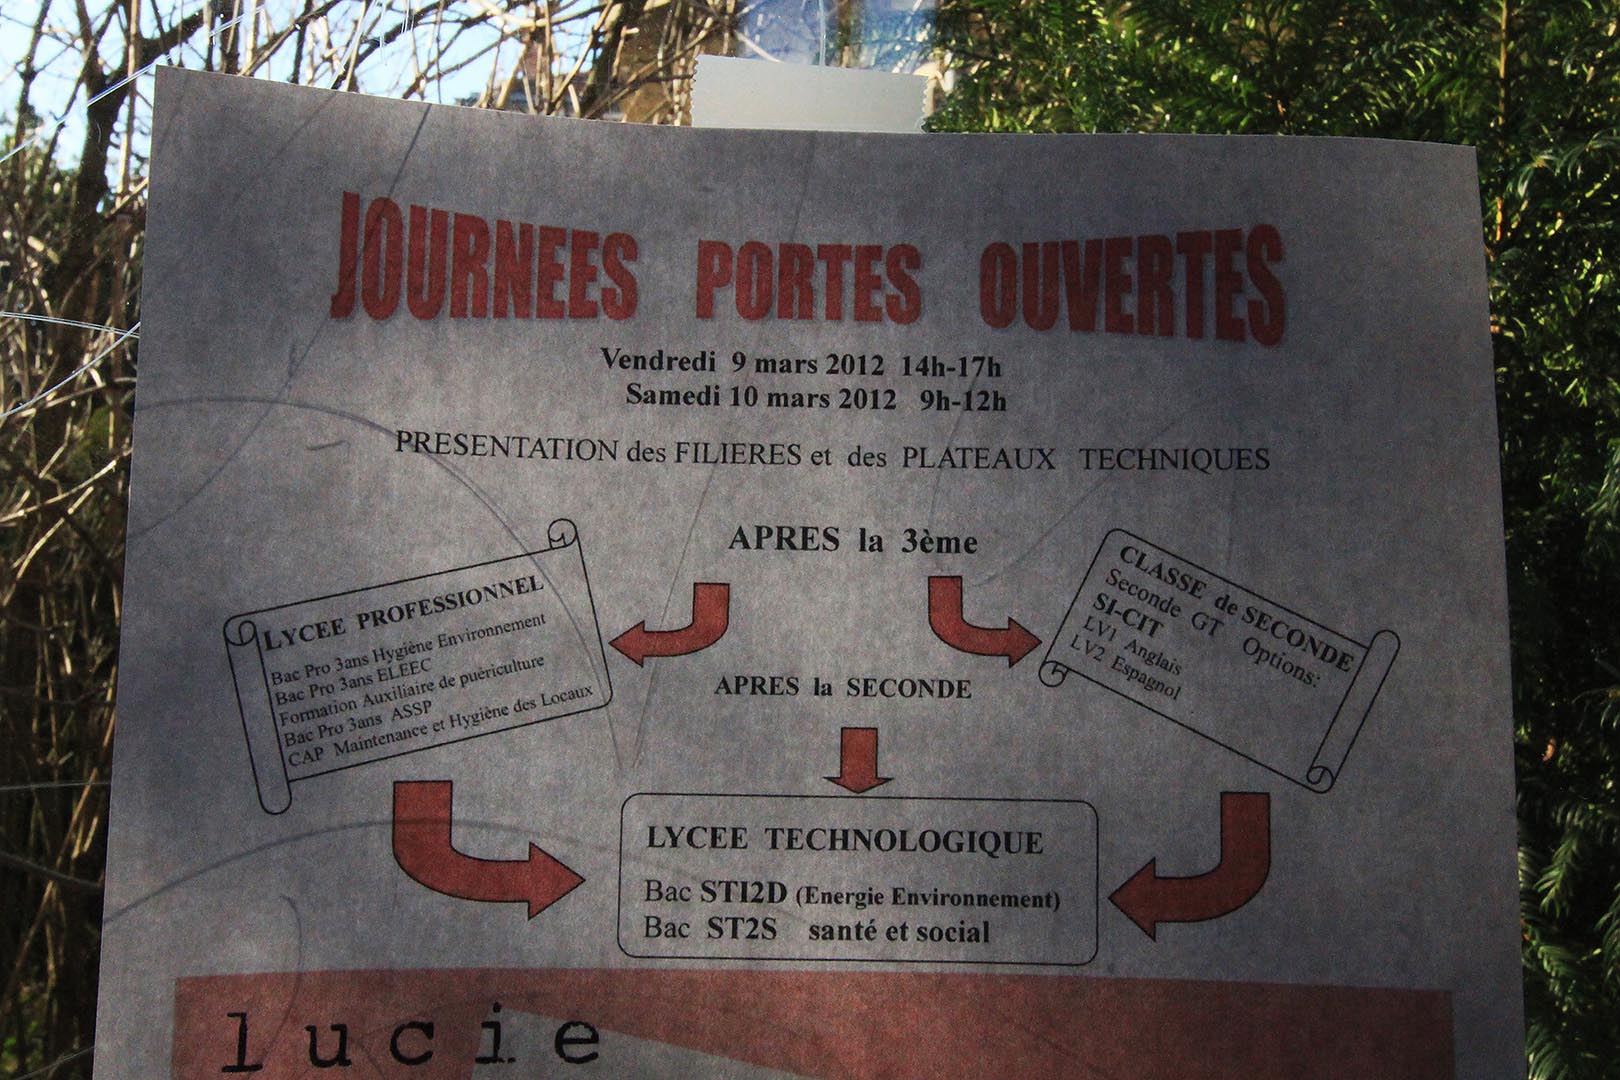 JOURNEES PORTES OUVERTES
Vendredi 9 mars 2012 14h-17h
Samedi 10 mars 2012 9h-12h
PRESENTATION des FILIERES et des PLATEAUX TECHNIQUES
APRES la 3ème
LYCEE PROFESSIONNEL
Bac Pro 3ans Hygiène Environnement
Bac Pro 3ans ELEEC
Formation Auxiliaire de puériculture
Bac Pro 3ans ASSP
CAP Maintenance et Hygiène des Locaux
CLASSE de SECONDE
Seconde GT Options:
SI-CIT
LV1 Anglais
LV2 Espagnol
APRES la SECONDE
LYCEE TECHNOLOGIQUE
Bac STI2D (Energie Environnement)
Bac ST2S santé et social
lucie